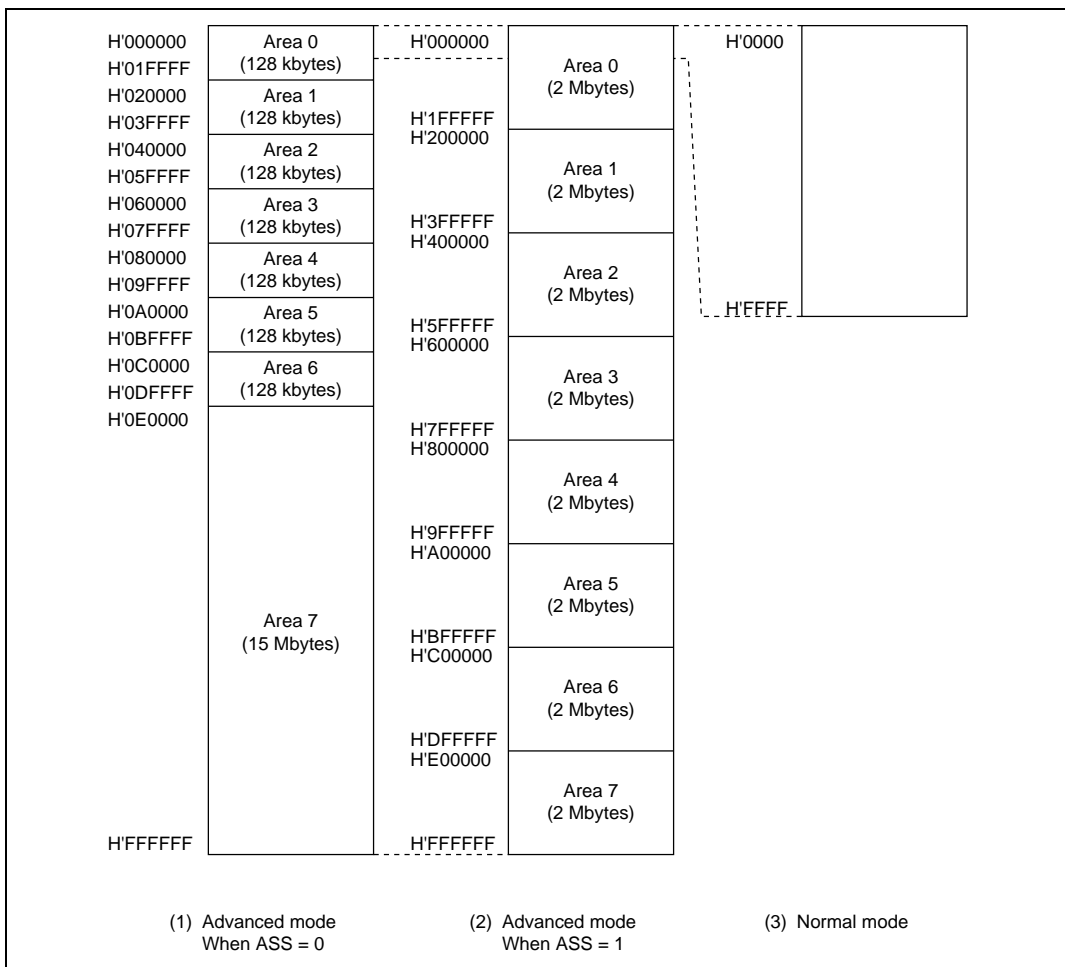 H'000000
H'01FFFF
H'020000
H'03FFFF
H'040000
H'05FFFF
H'060000
H'07FFFF
H'080000
H'09FFFF
H'0A0000
H'0BFFFF
H'0C0000
H'0DFFFF
H'0E0000
H'FFFFFF
Area 0
(128 kbytes)
Area 1
(128 kbytes)
Area 2
(128 kbytes)
Area 3
(128 kbytes)
Area 4
(128 kbytes)
Area 5
(128 kbytes)
Area 6
(128 kbytes)
Area 7
(15 Mbytes)
H'000000
H'1FFFFF
H'200000
H'3FFFFF
H'400000
H'5FFFFF
H'600000
H'7FFFFF
H'800000
H'9FFFFF
H'A00000
H'BFFFFF
H'C00000
H'DFFFFF
H'E00000
H'FFFFFF
Area 0
(2 Mbytes)
Area 1
(2 Mbytes)
Area 2
(2 Mbytes)
Area 3
(2 Mbytes)
Area 4
(2 Mbytes)
Area 5
(2 Mbytes)
Area 6
(2 Mbytes)
Area 7
(2 Mbytes)
H'0000
H'FFFF
(1) Advanced mode
When ASS = 0
(2) Advanced mode
When ASS = 1
(3) Normal mode